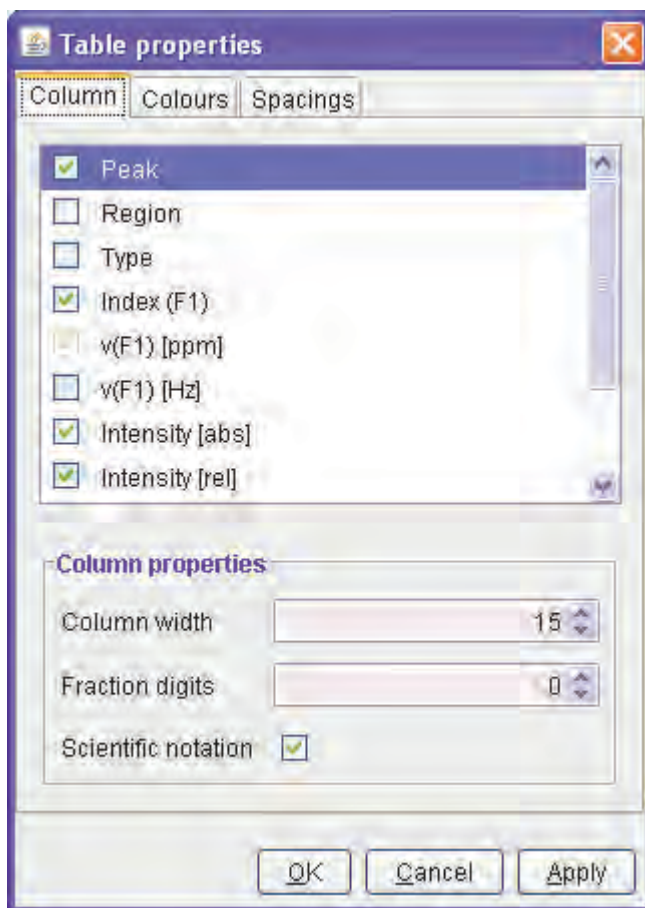 Table properties
Column Colours Spacings
Peak
Region
Type
Index (F1)
v(F1) [ppm]
v(F1) [Hz]
Intensity [abs]
Intensity [rel]
Column properties
Column width 15
Fraction digits 0
Scientific notation
OK Cancel Apply